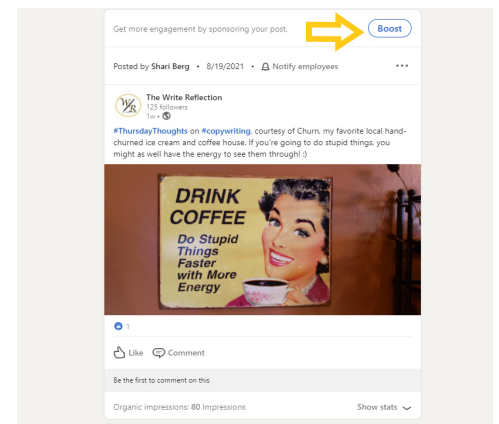 Get more engagement by sponsoring your post.
Boost
Posted by Shari Berg • 8/19/2021 • Notify employees
WR
The Write Reflection
125 followers
1w •
#ThursdayThoughts on #copywriting, courtesy of Churn, my favorite local hand-
churned ice cream and coffee house. If you're going to do stupid things, you
might as well have the energy to see them through! :)
DRINK
COFFEE
Do Stupid
Things
Faster
with More
Energy
1
Like Comment
Be the first to comment on this
Organic impressions: 80 Impressions
Show stats